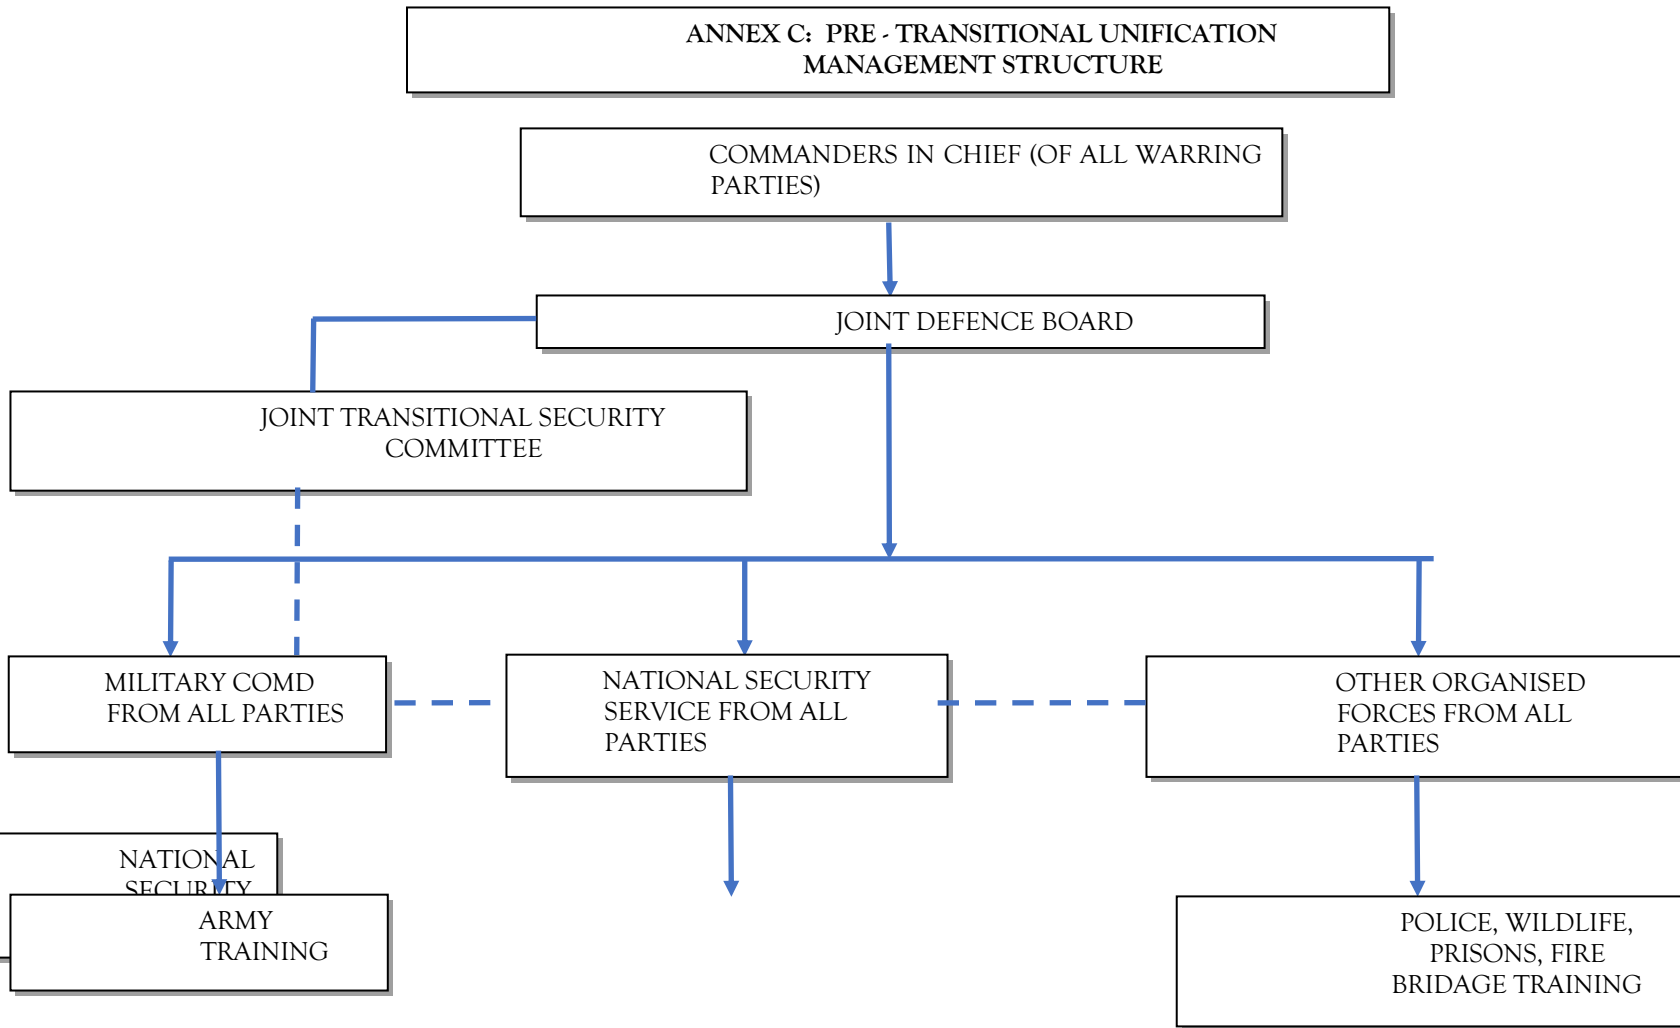 ANNEX C: PRE - TRANSITIONAL UNIFICATION
MANAGEMENT STRUCTURE
COMMANDERS IN CHIEF (OF ALL WARRING
PARTIES)
JOINT DEFENCE BOARD
JOINT TRANSITIONAL SECURITY
COMMITTEE
MILITARY COMD
FROM ALL PARTIES
NATIONAL SECURITY
SERVICE FROM ALL
PARTIES
OTHER ORGANISED
FORCES FROM ALL
PARTIES
NATIONAL
SECURITY
ARMY
TRAINING
POLICE, WILDLIFE,
PRISONS, FIRE
BRIDAGE TRAINING